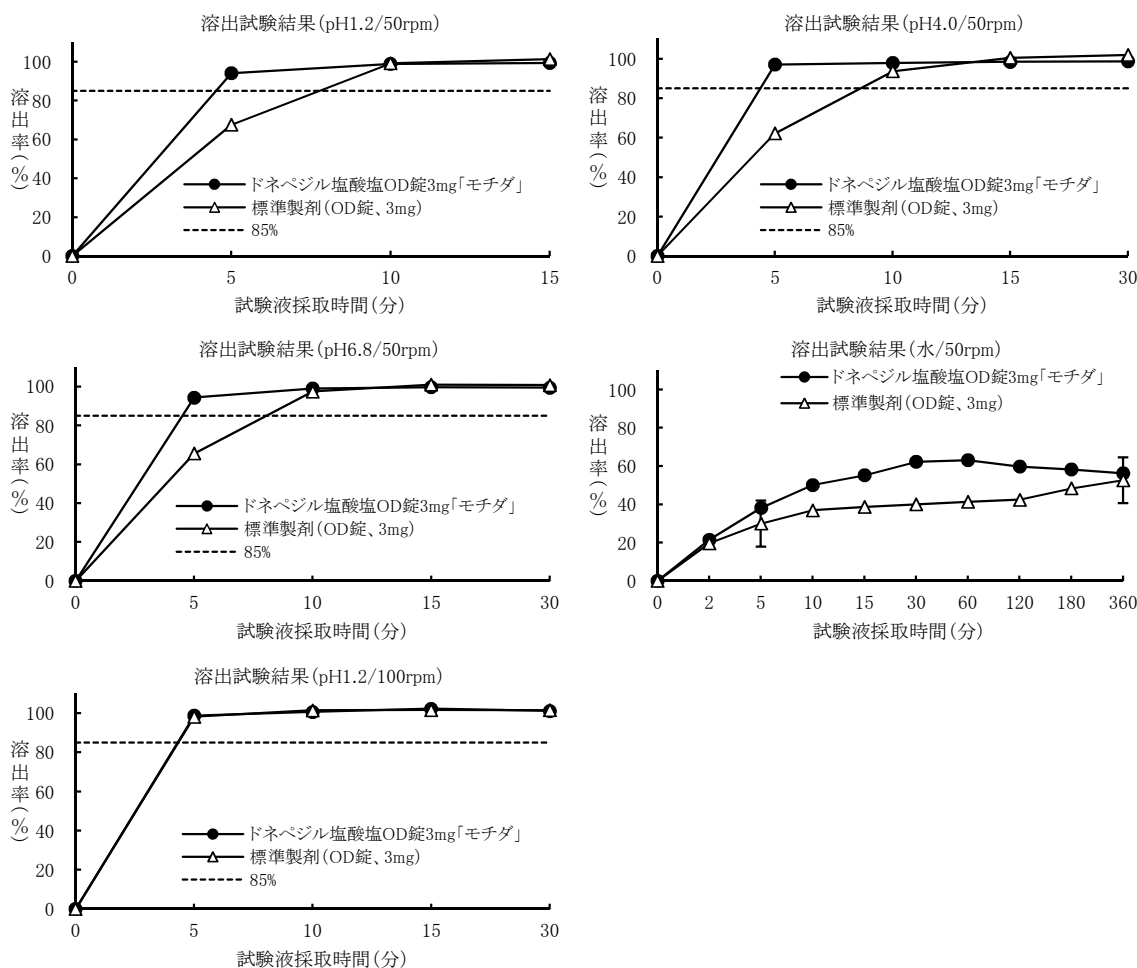 溶出試験結果(pH1.2/50rpm)
溶出率(%)
100
80
60
40
20
0
ドネペジル塩酸塩OD錠3mg「モチダ」
標準製剤(OD錠、3mg)
85%
0 5 10 15
試験液採取時間(分)
溶出試験結果(pH4.0/50rpm)
溶出率(%)
100
80
60
40
20
0
ドネペジル塩酸塩OD錠3mg「モチダ」
標準製剤(OD錠、3mg)
85%
0 5 10 15 30
試験液採取時間(分)
溶出試験結果(pH6.8/50rpm)
溶出率(%)
100
80
60
40
20
0
ドネペジル塩酸塩OD錠3mg「モチダ」
標準製剤(OD錠、3mg)
85%
0 5 10 15 30
試験液採取時間(分)
溶出試験結果(水/50rpm)
ドネペジル塩酸塩OD錠3mg「モチダ」
標準製剤(OD錠、3mg)
溶出率(%)
100
80
60
40
20
0
0 2 5 10 15 30 60 120 180 360
試験液採取時間(分)
溶出試験結果(pH1.2/100rpm)
溶出率(%)
100
80
60
40
20
0
ドネペジル塩酸塩OD錠3mg「モチダ」
標準製剤(OD錠、3mg)
85%
0 5 10 15 30
試験液採取時間(分)